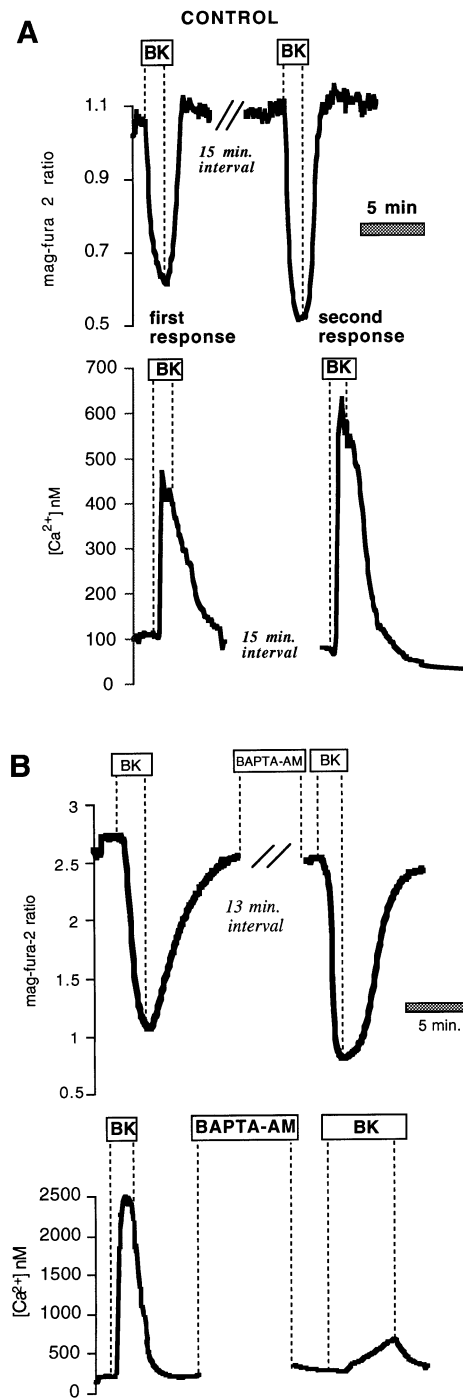 A
CONTROL
BK
BK
1.1
0.9
0.7
0.5
mag-fura 2 ratio
15 min.
interval
5 min
first
response
second
response
BK
BK
700
600
500
400
300
200
100
0
[Ca2+] nM
15 min.
interval
B
BK
BAPTA-AM
BK
3
2.5
2
1.5
1
0.5
mag-fura-2 ratio
13 min.
interval
5 min.
BK
BAPTA-AM
BK
2500
2000
1500
1000
500
0
[Ca2+] nM